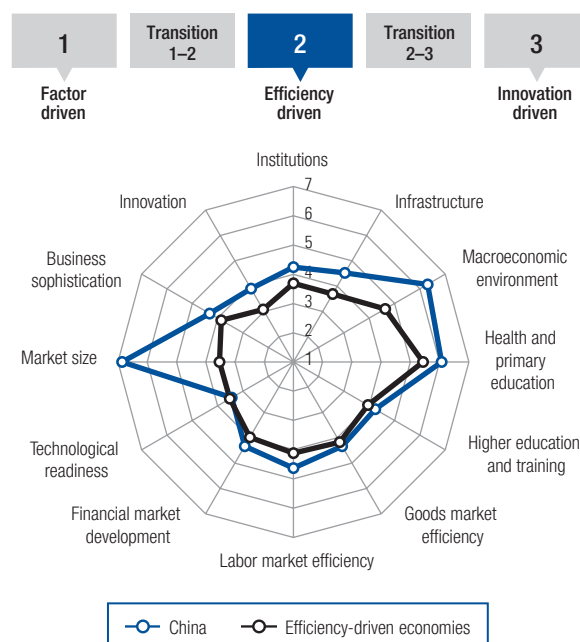 1
Transition
1–2
2
Transition
2–3
3
Factor
driven
Efficiency
driven
Innovation
driven
Institutions
Infrastructure
Macroeconomic
environment
Health and
primary
education
Higher education
and training
Goods market
efficiency
Labor market efficiency
Financial market
development
Technological
readiness
Market size
Business
sophistication
Innovation
7
6
5
4
3
2
1
China
Efficiency-driven economies